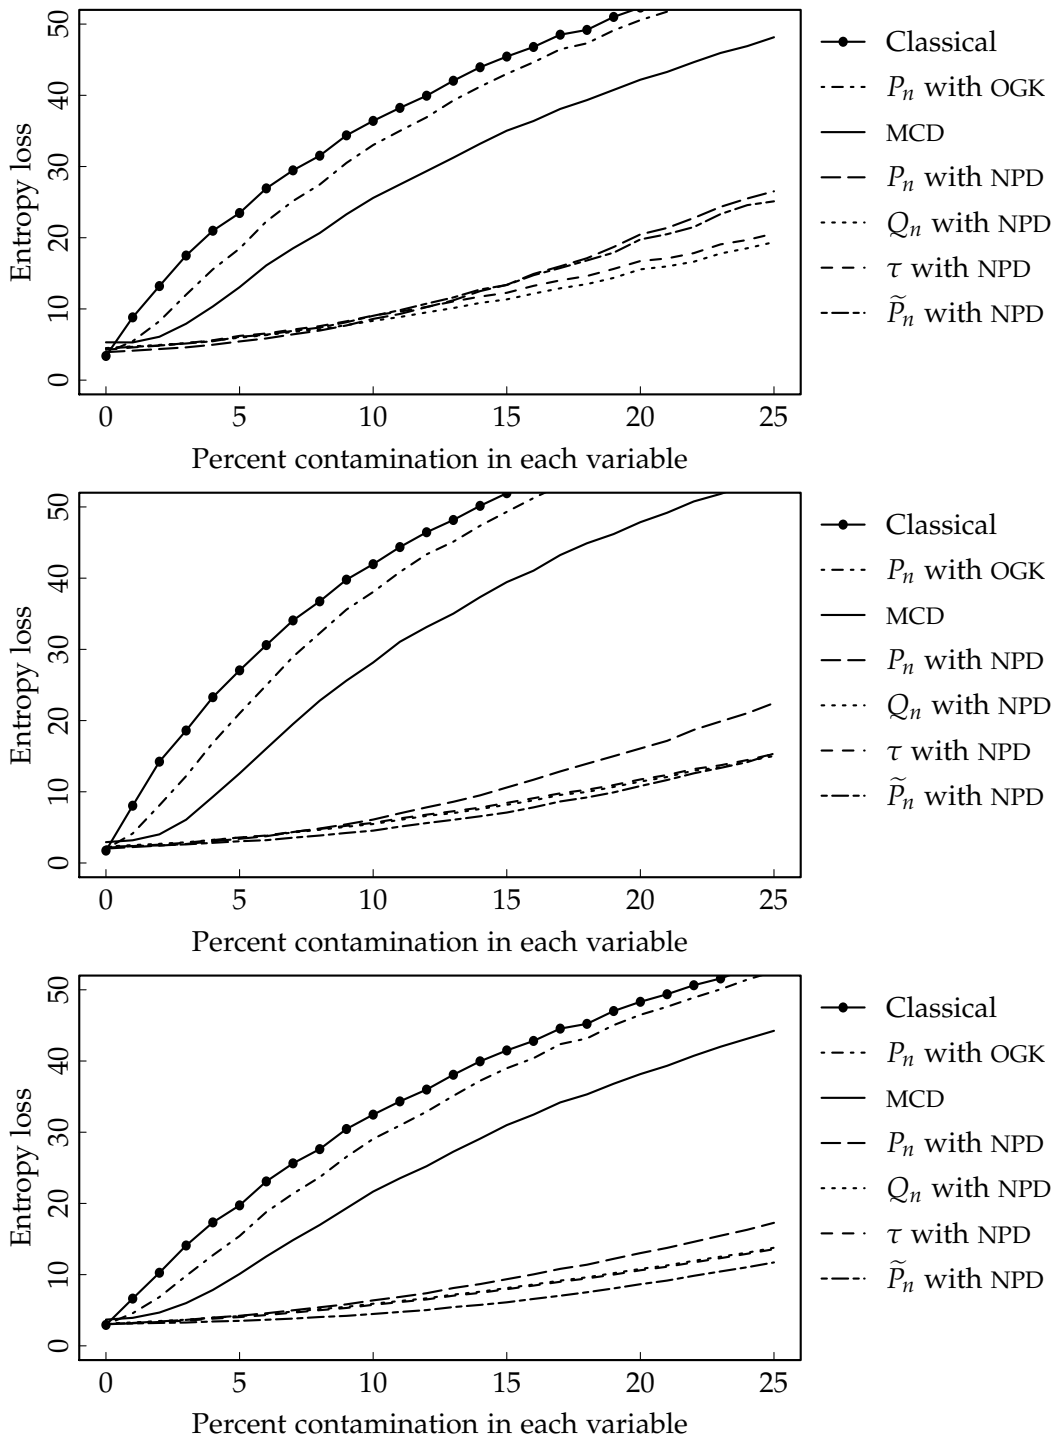 Entropy loss
50
40
30
20
10
0
0 5 10 15 20 25
Percent contamination in each variable
Classical
Pₙ with OGK
MCD
Pₙ with NPD
Qₙ with NPD
τ with NPD
P̃ₙ with NPD
Entropy loss
50
40
30
20
10
0
0 5 10 15 20 25
Percent contamination in each variable
Classical
Pₙ with OGK
MCD
Pₙ with NPD
Qₙ with NPD
τ with NPD
P̃ₙ with NPD
Entropy loss
50
40
30
20
10
0
0 5 10 15 20 25
Percent contamination in each variable
Classical
Pₙ with OGK
MCD
Pₙ with NPD
Qₙ with NPD
τ with NPD
P̃ₙ with NPD